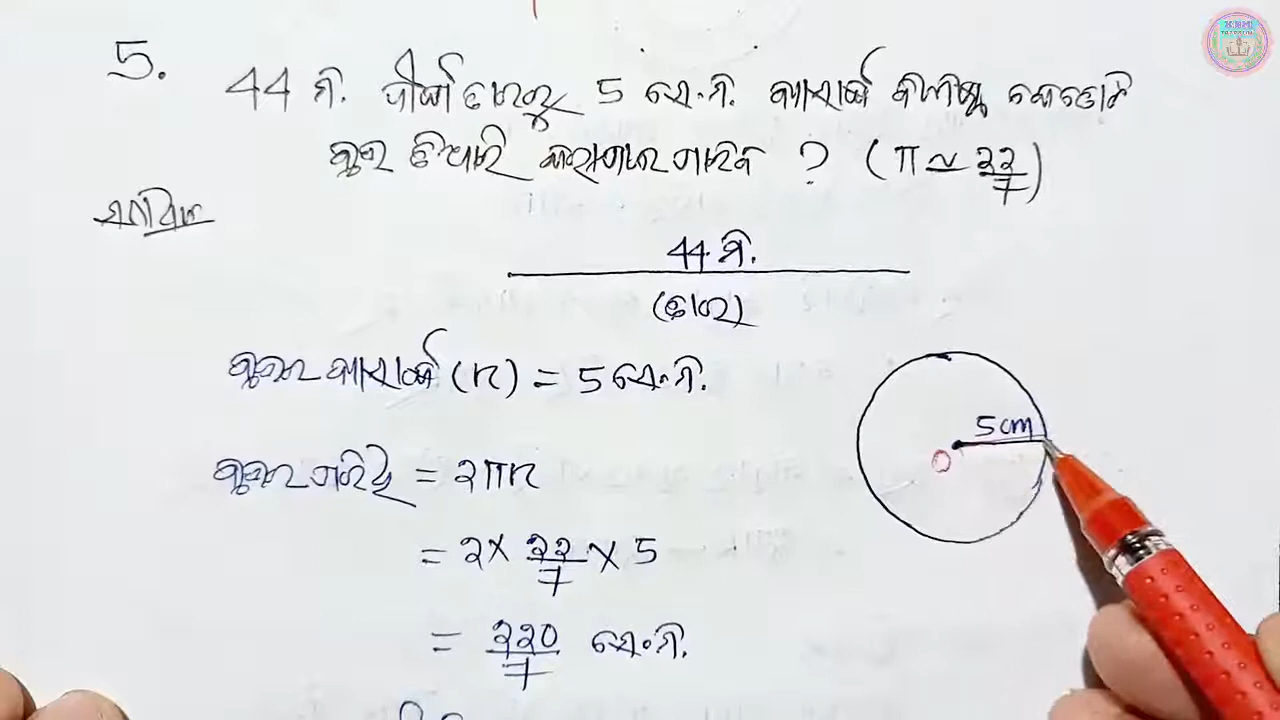 5. 44 ମି. ଦୀର୍ଘ ତାରରୁ 5 ସେ.ମି. ବ୍ୟାସାର୍ଦ୍ଧ ବିଶିଷ୍ଟ କେତୋଟି
ବୃତ୍ତ ତିଆରି କରାଯାଇପାରିବ ? (π ≃ 22/7)
ସମାଧାନ
44 ମି.
(ତାର)
ବୃତ୍ତର ବ୍ୟାସାର୍ଦ୍ଧ (r) = 5 ସେ.ମି.
5cm
O
ବୃତ୍ତର ପରିଧି = 2πr
= 2 × 22/7 × 5
= 220/7 ସେ.ମି.